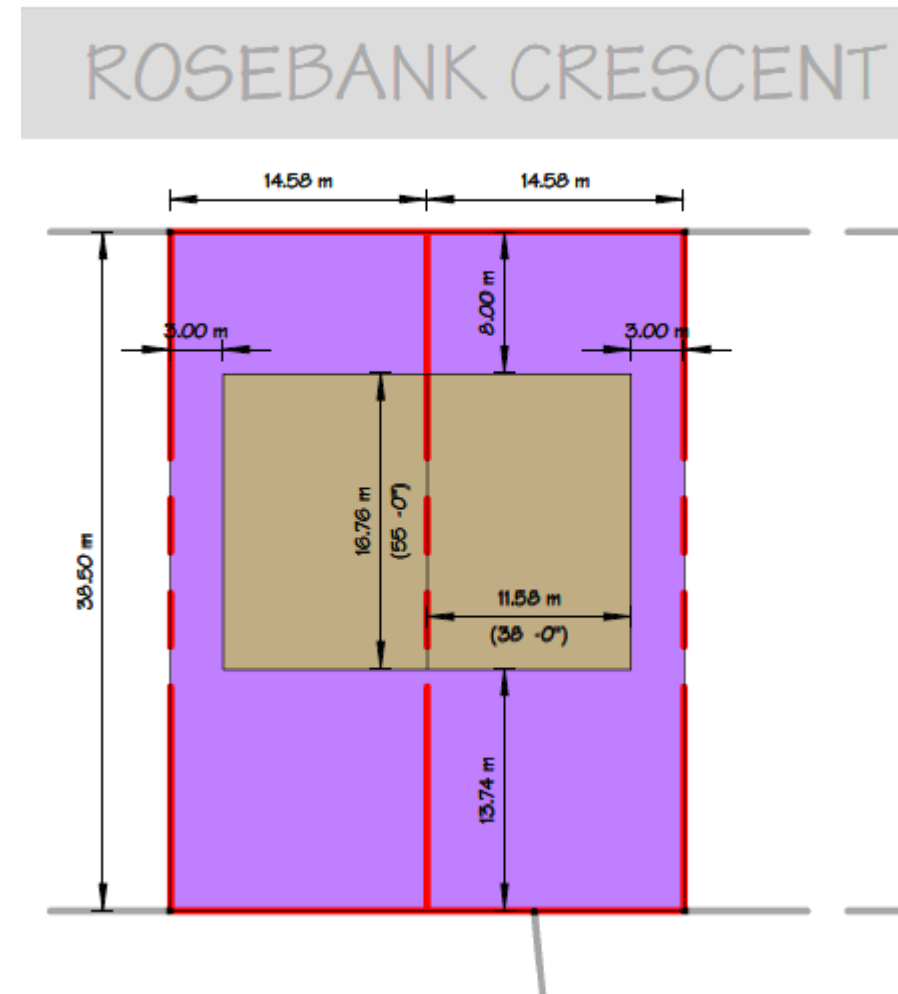 ROSEBANK CRESCENT
14.58 m
14.58 m
8.00 m
3.00 m
3.00 m
16.76 m
(55 -0")
38.50 m
11.58 m
(38 -0")
13.74 m